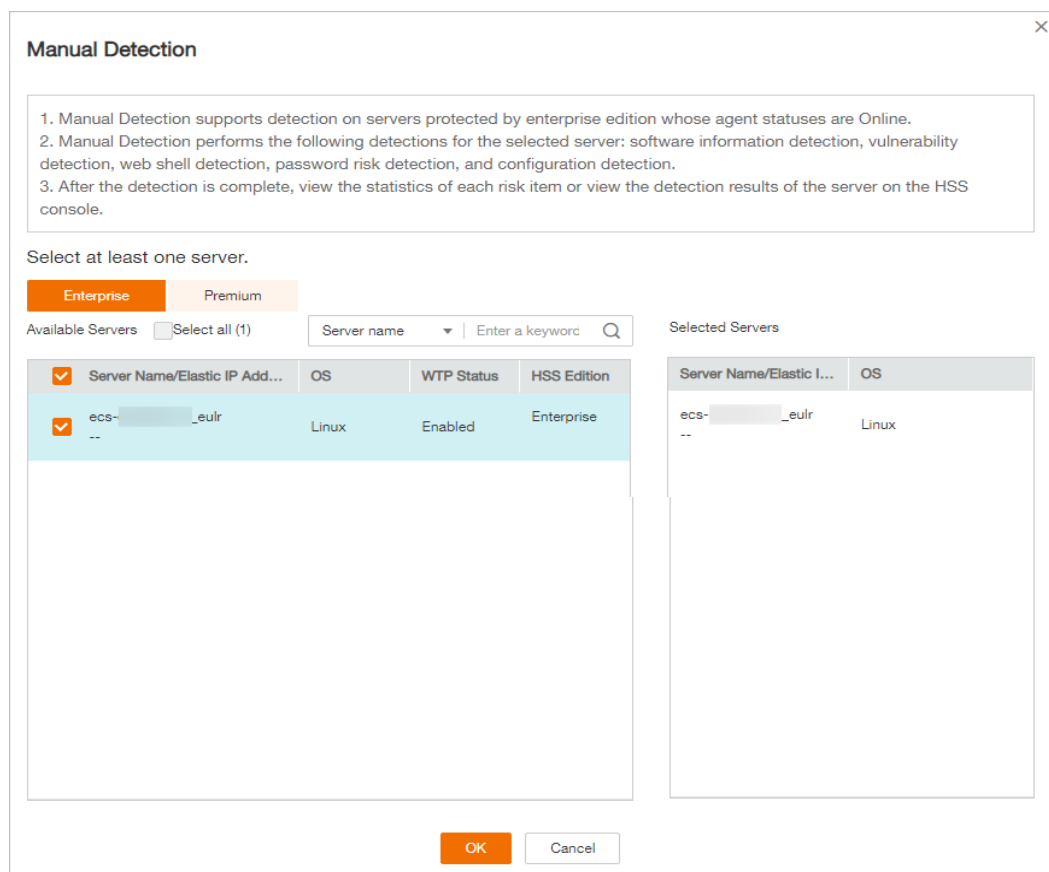 Manual Detection
1. Manual Detection supports detection on servers protected by enterprise edition whose agent statuses are Online.
2. Manual Detection performs the following detections for the selected server: software information detection, vulnerability
detection, web shell detection, password risk detection, and configuration detection.
3. After the detection is complete, view the statistics of each risk item or view the detection results of the server on the HSS
console.
Select at least one server.
Enterprise Premium
Available Servers Select all (1) Server name Enter a keyword Selected Servers
Server Name/Elastic IP Add... OS WTP Status HSS Edition Server Name/Elastic I... OS
ecs- _eulr Linux Enabled Enterprise ecs- _eulr Linux
-- --
OK Cancel